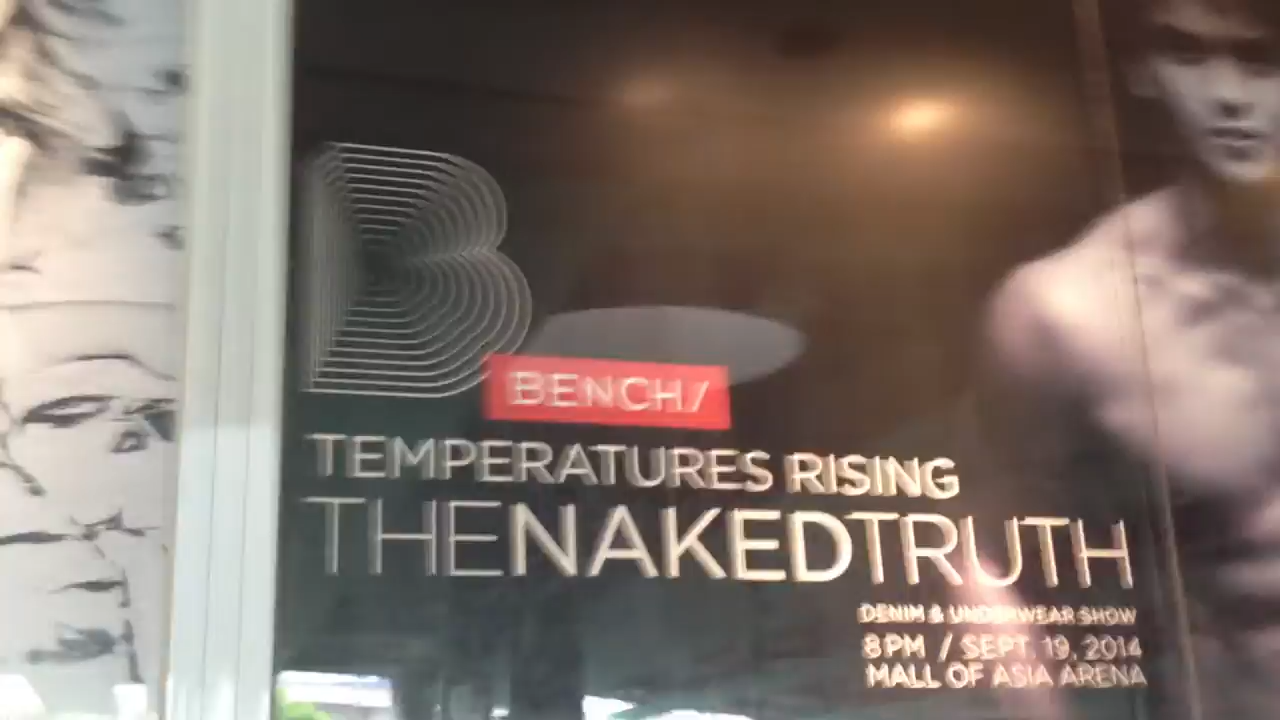 B
BENCH/
TEMPERATURES RISING
THENAKEDTRUTH
DENIM & UNDERWEAR SHOW
8PM / SEPT. 19, 2014
MALL OF ASIA ARENA